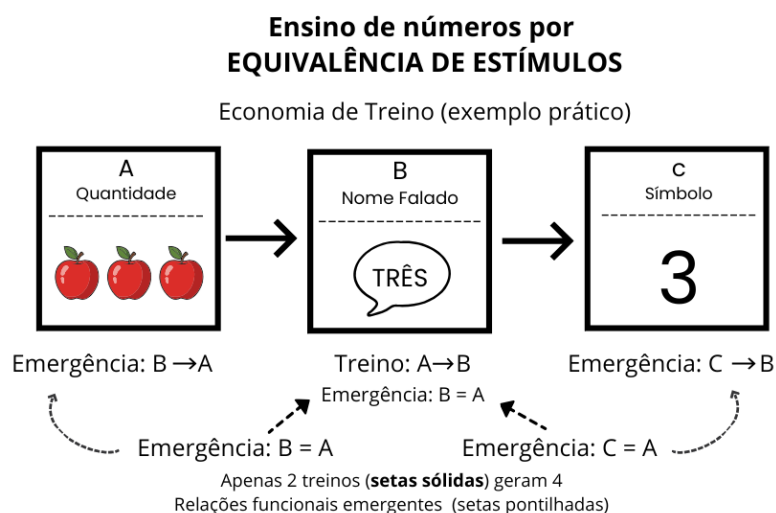 Ensino de números por
EQUIVALÊNCIA DE ESTÍMULOS
Economia de Treino (exemplo prático)
A
Quantidade
B
Nome Falado
TRÊS
C
Símbolo
3
Emergência: B →A
Treino: A→B
Emergência: B = A
Emergência: C →B
Emergência: B = A
Emergência: C = A
Apenas 2 treinos (setas sólidas) geram 4
Relações funcionais emergentes (setas pontilhadas)